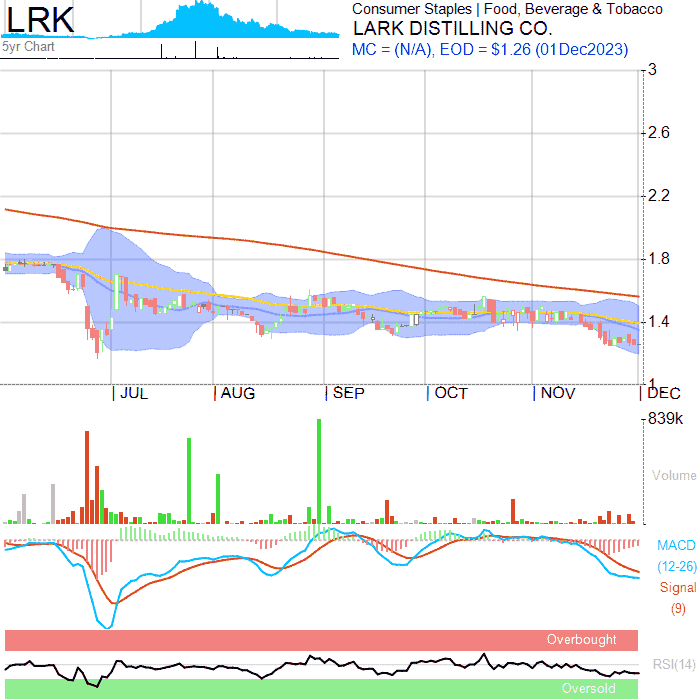 LRK
5yr Chart
Consumer Staples | Food, Beverage & Tobacco
LARK DISTILLING CO.
MC = (N/A), EOD = $1.26 (01Dec2023)
3
2.6
2.2
1.8
1.4
1
JUL
AUG
SEP
OCT
NOV
DEC
839k
Volume
MACD
(12-26)
Signal
(9)
Overbought
RSI(14)
Oversold